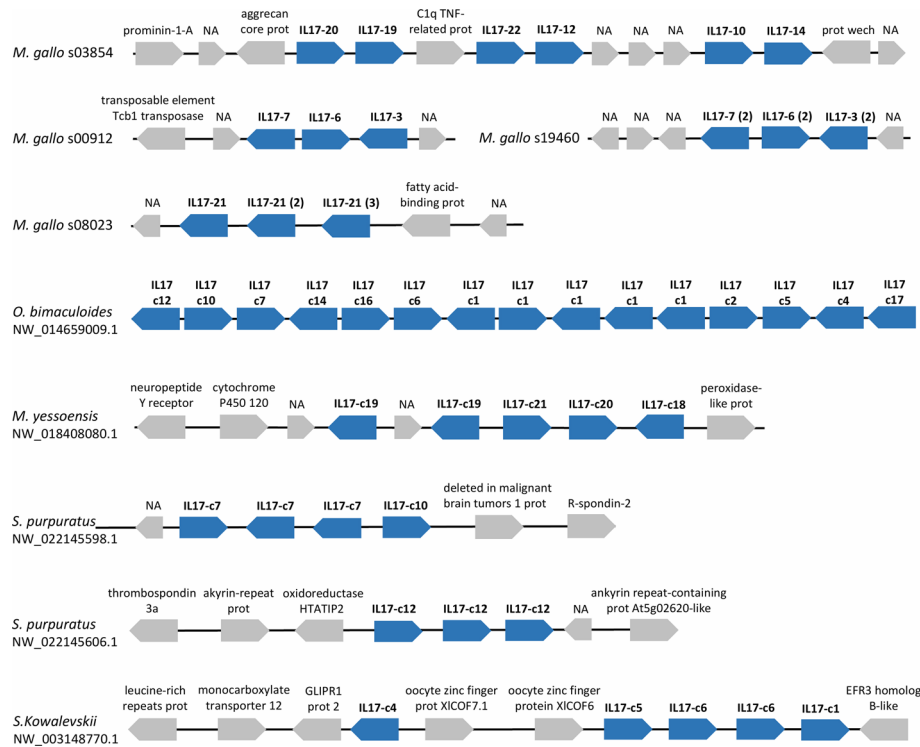 prominin-1-A NA aggrecan core prot IL17-20 IL17-19 C1q TNF-related prot IL17-22 IL17-12 NA NA NA IL17-10 IL17-14 prot wech NA
M. gallo s03854
transposable element Tcb1 transposase NA IL17-7 IL17-6 IL17-3 NA
M. gallo s00912
NA NA NA IL17-7 (2) IL17-6 (2) IL17-3 (2) NA
M. gallo s19460
NA IL17-21 IL17-21 (2) IL17-21 (3) fatty acid-binding prot NA
M. gallo s08023
IL17 IL17 IL17 IL17 IL17 IL17 IL17 IL17 IL17 IL17 IL17 IL17 IL17 IL17 IL17
c12 c10 c7 c14 c16 c6 c1 c1 c1 c1 c1 c2 c5 c4 c17
O. bimaculoides
NW_014659009.1
neuropeptide Y receptor cytochrome P450 120 NA IL17-c19 NA IL17-c19 IL17-c21 IL17-c20 IL17-c18 peroxidase-like prot
M. yessoensis
NW_018408080.1
NA IL17-c7 IL17-c7 IL17-c7 IL17-c10 deleted in malignant brain tumors 1 prot R-spondin-2
S. purpuratus
NW_022145598.1
thrombospondin 3a akyrin-repeat prot oxidoreductase HTATIP2 IL17-c12 IL17-c12 IL17-c12 NA ankyrin repeat-containing prot At5g02620-like
S. purpuratus
NW_022145606.1
leucine-rich repeats prot monocarboxylate transporter 12 GLIPR1 prot 2 IL17-c4 oocyte zinc finger prot XlCOF7.1 oocyte zinc finger protein XlCOF6 IL17-c5 IL17-c6 IL17-c6 IL17-c1 EFR3 homolog B-like
S.Kowalevskii
NW_003148770.1